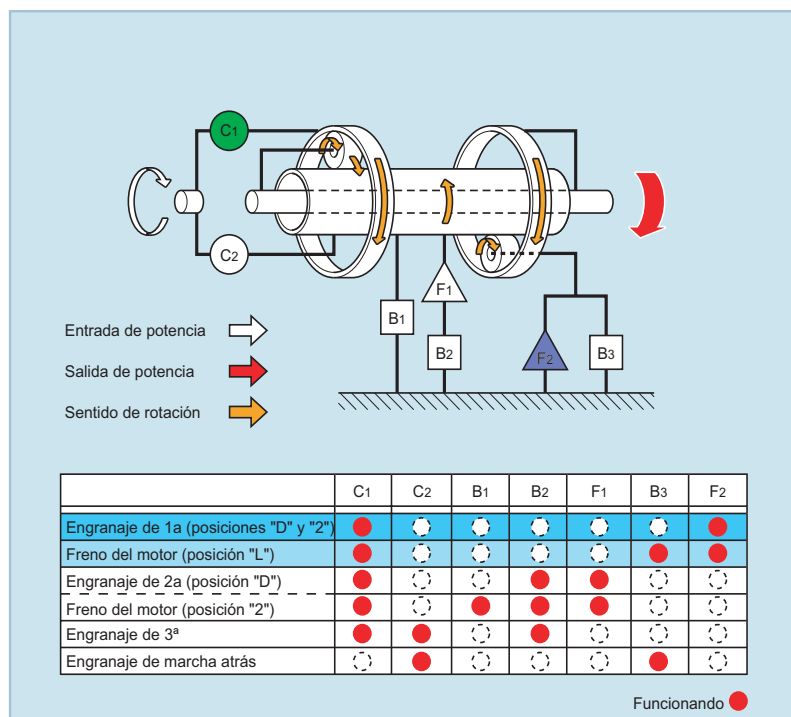 C1
C2
F1
B1
B2
F2
B3
Entrada de potencia
Salida de potencia
Sentido de rotación
C1 C2 B1 B2 F1 B3 F2
Engranaje de 1a (posiciones "D" y "2")
Freno del motor (posición "L")
Engranaje de 2a (posición "D")
Freno del motor (posición "2")
Engranaje de 3ª
Engranaje de marcha atrás
Funcionando